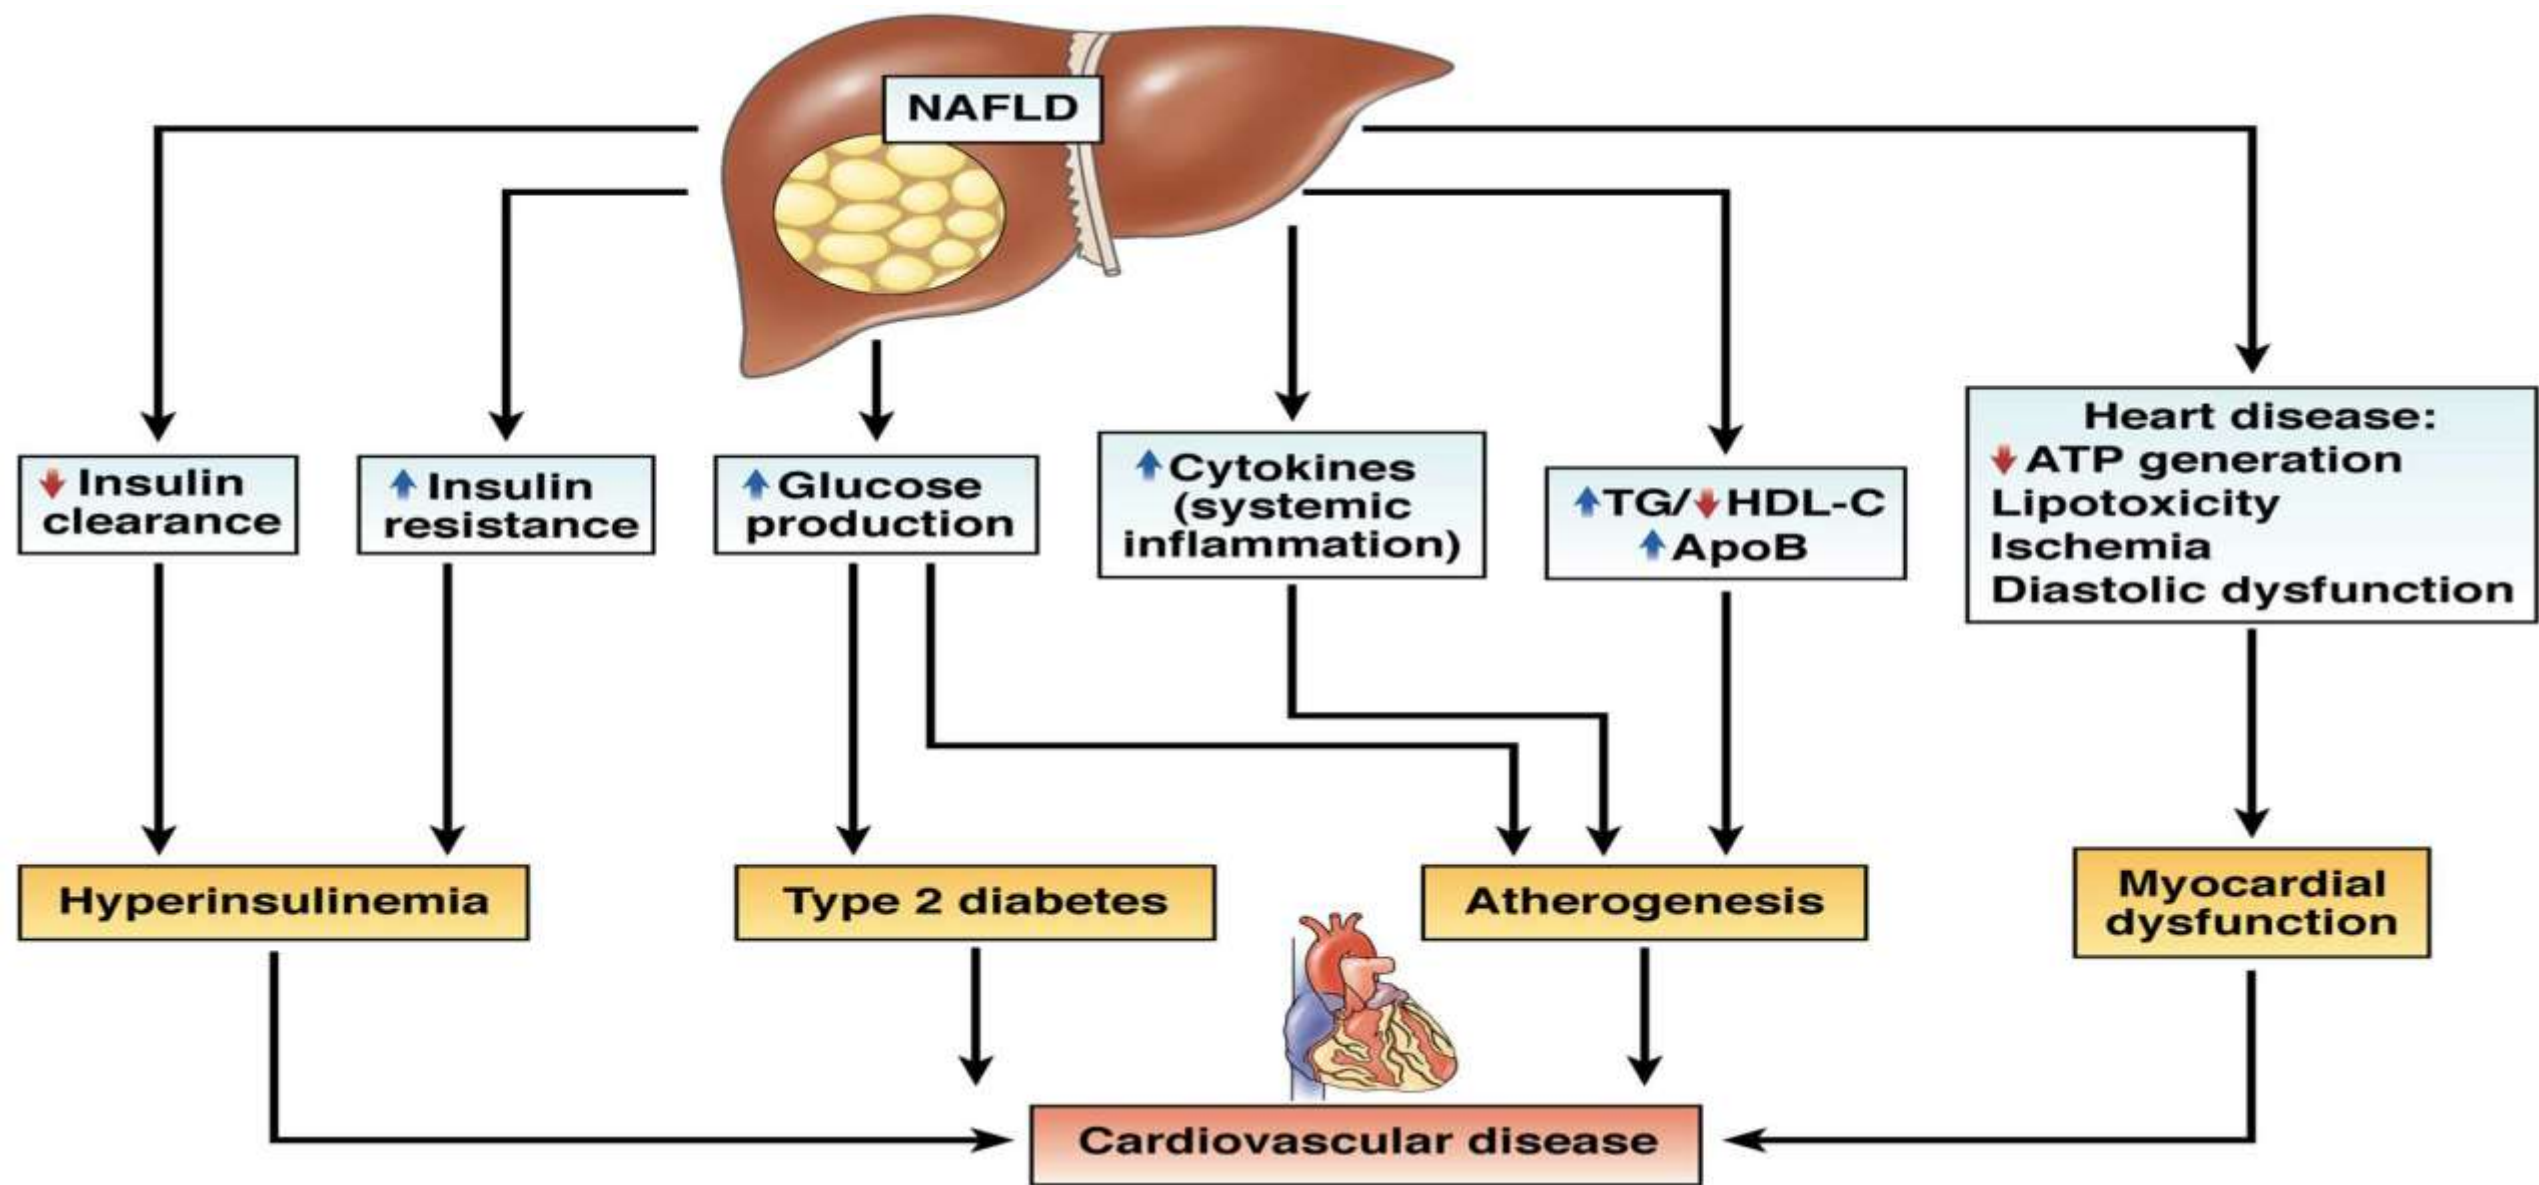 NAFLD
↓ Insulin
clearance
↑ Insulin
resistance
↑ Glucose
production
↑ Cytokines
(systemic
inflammation)
↑TG/↓HDL-C
↑ApoB
Heart disease:
↓ATP generation
Lipotoxicity
Ischemia
Diastolic dysfunction
Hyperinsulinemia
Type 2 diabetes
Atherogenesis
Myocardial
dysfunction
Cardiovascular disease